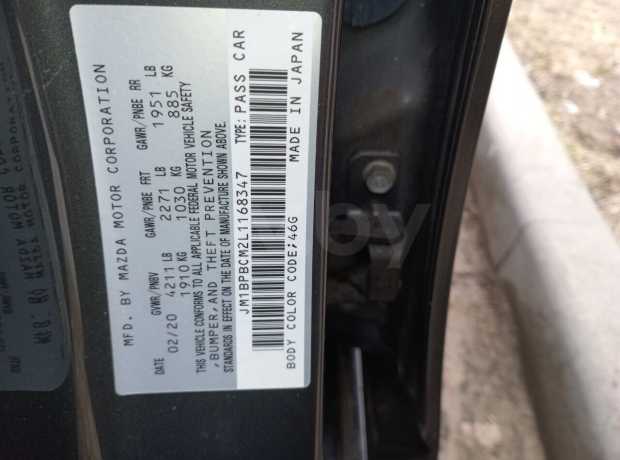 MFD. BY MAZDA MOTOR CORPORATION
GVWR/PNBV GAWR/PNBE FRT GAWR/PNBE RR
DATE 02/20 4211 LB 2271 LB 1951 LB
1910 KG 1030 KG 885 KG
THIS VEHICLE CONFORMS TO ALL APPLICABLE FEDERAL MOTOR VEHICLE SAFETY
,BUMPER,AND THEFT PREVENTION
STANDARDS IN EFFECT ON THE DATE OF MANUFACTURE SHOWN ABOVE.
JM1BPBCM2L1168347 TYPE: PASS CAR
BODY COLOR CODE;46G MADE IN JAPAN